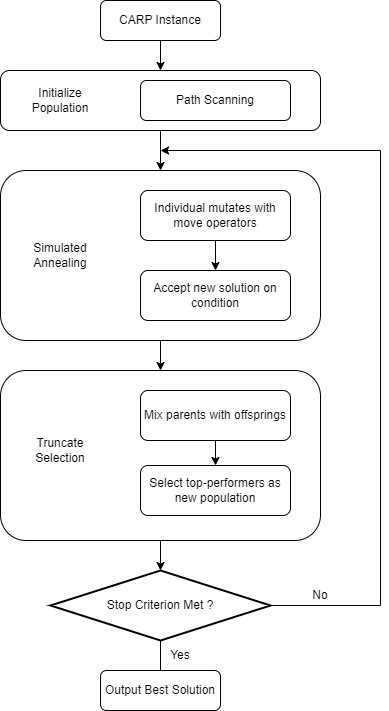 CARP Instance
Initialize
Population
Path Scanning
Simulated
Annealing
Individual mutates with
move operators
Accept new solution on
condition
Truncate
Selection
Mix parents with offsprings
Select top-performers as
new population
Stop Criterion Met ?
No
Yes
Output Best Solution